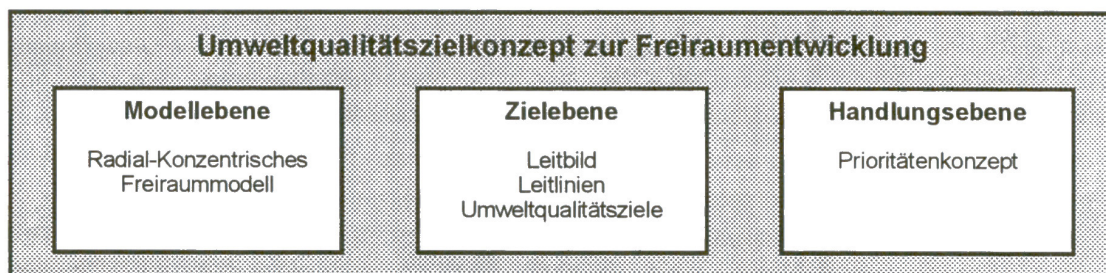 Umweltqualitätszielkonzept zur Freiraumentwicklung
Modellebene
Radial-Konzentrisches
Freiraummodell
Zielebene
Leitbild
Leitlinien
Umweltqualitätsziele
Handlungsebene
Prioritätenkonzept